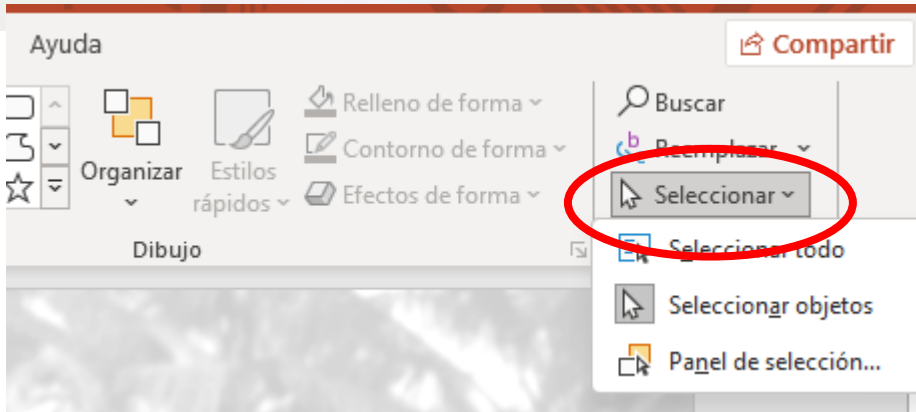 Ayuda
Compartir
Relleno de forma
Buscar
Contorno de forma
Reemplazar
Organizar
Estilos
rápidos
Efectos de forma
Seleccionar
Dibujo
Seleccionar todo
Seleccionar objetos
Panel de selección...